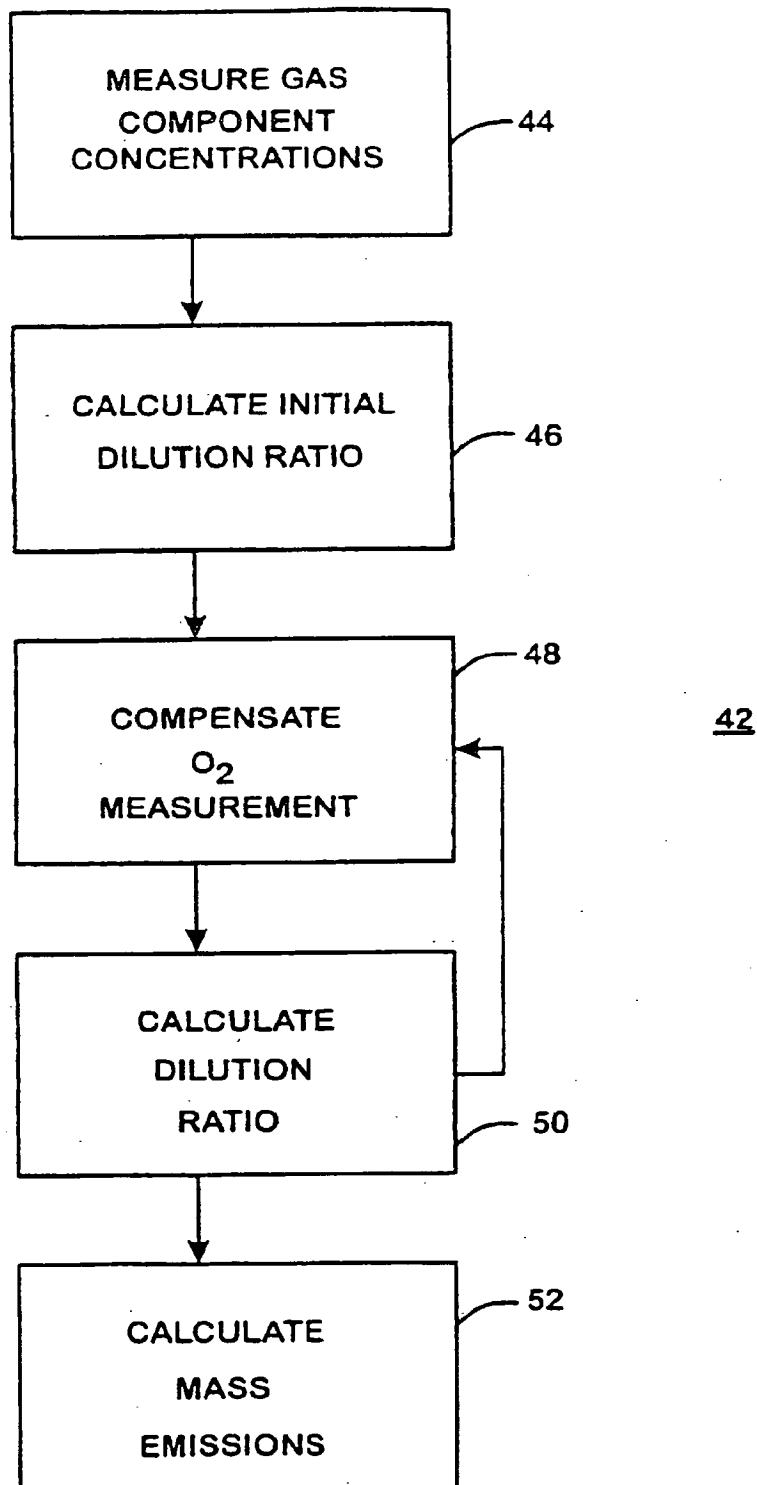 MEASURE GAS
COMPONENT
CONCENTRATIONS
44
CALCULATE INITIAL
DILUTION RATIO
46
48
COMPENSATE
O2
MEASUREMENT
42
CALCULATE
DILUTION
RATIO
50
52
CALCULATE
MASS
EMISSIONS